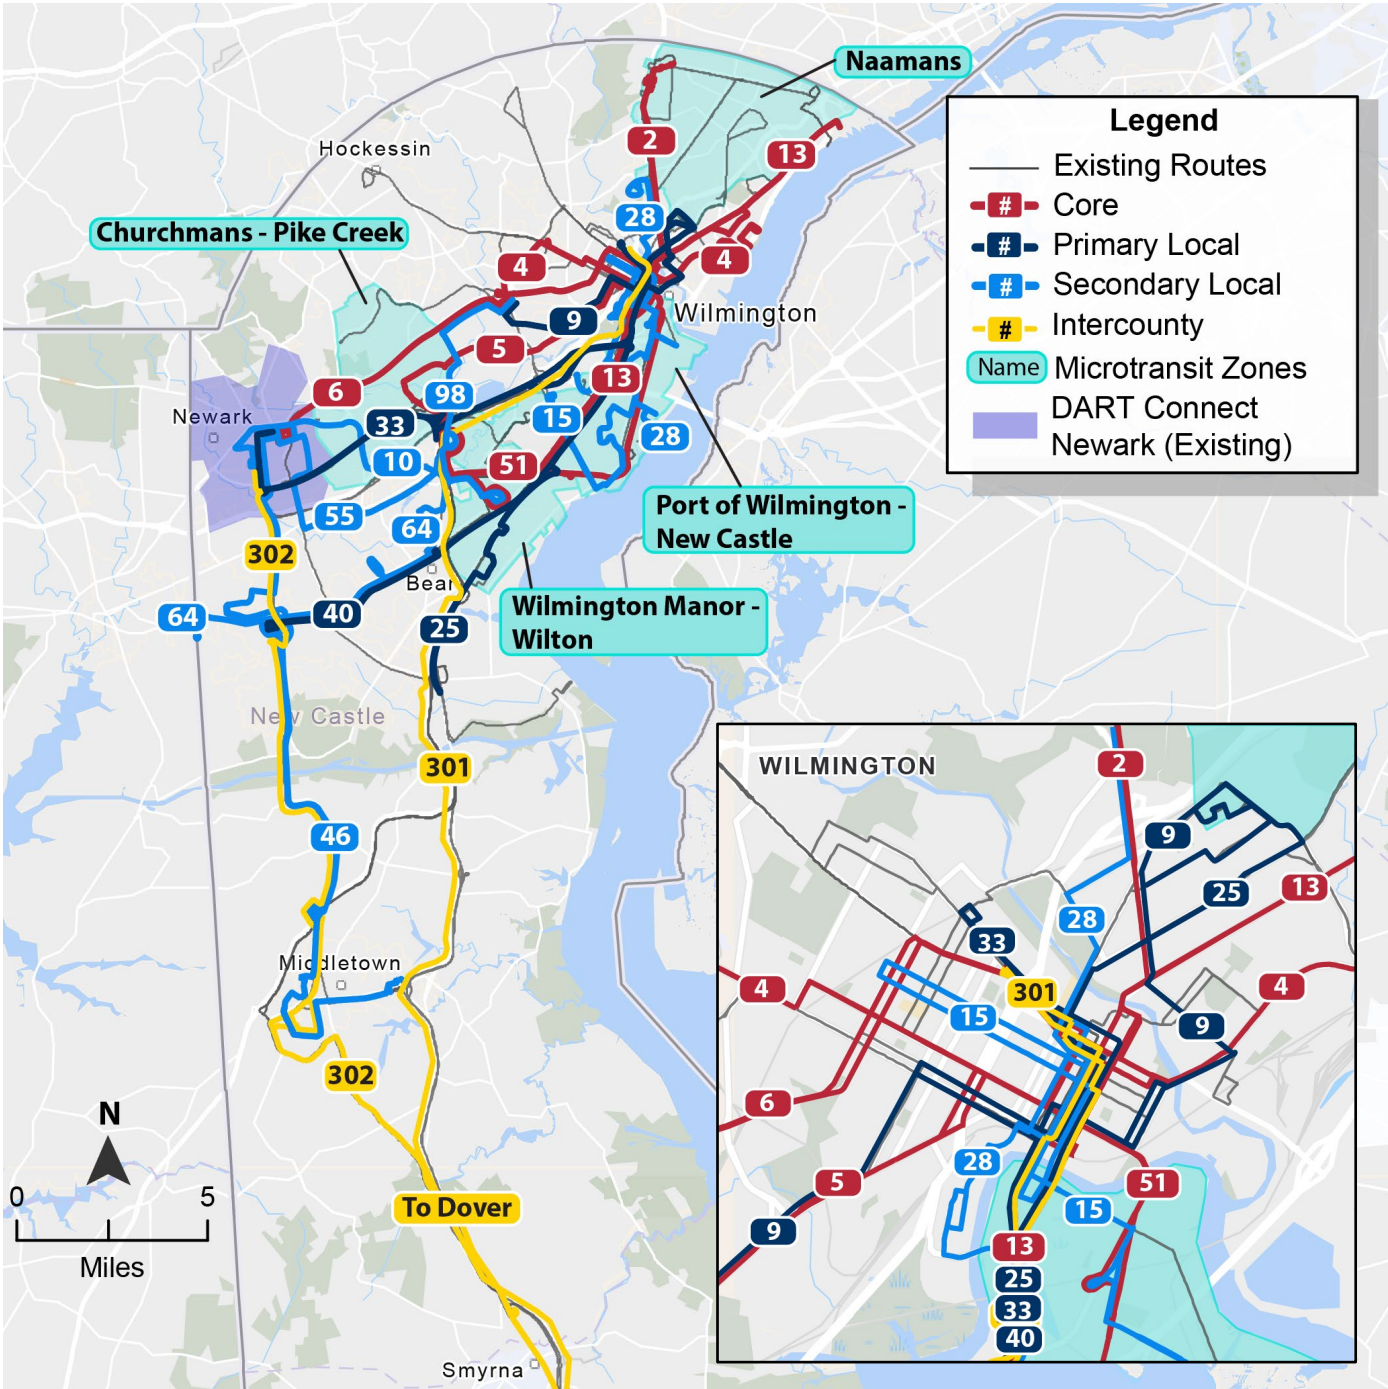 Naamans
2
13
Hockessin
28
Churchmans - Pike Creek
4
4
9
Wilmington
5
6
98
13
Newark
33
15
28
10
51
55
64
302
Port of Wilmington -
New Castle
Bear
Wilmington Manor -
Wilton
64
40
25
New Castle
301
46
Middletown
302
N
0
5
Miles
To Dover
Smyrna
Legend
Existing Routes
# Core
# Primary Local
# Secondary Local
# Intercounty
Name Microtransit Zones
DART Connect
Newark (Existing)
WILMINGTON
2
9
25
13
28
33
4
301
4
15
9
6
28
5
51
15
9
13
25
33
40